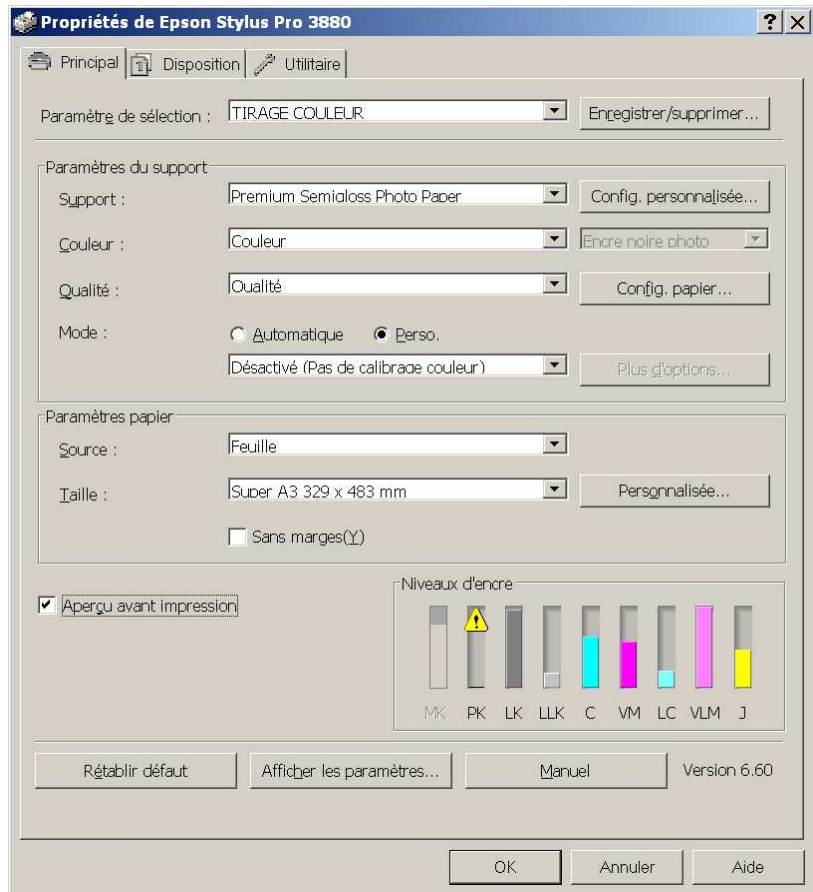 Propriétés de Epson Stylus Pro 3880
Principal Disposition Utilitaire
Paramètre de sélection : TIRAGE COULEUR Enregistrer/supprimer...
Paramètres du support
Support : Premium Semigloss Photo Paper Config. personnalisée...
Couleur : Couleur Encre noire photo
Qualité : Qualité Config. papier...
Mode : Automatique Perso.
Désactivé (Pas de calibrage couleur) Plus d'options...
Paramètres papier
Source : Feuille
Taille : Super A3 329 x 483 mm Personnalisée...
Sans marges(Y)
Aperçu avant impression
Niveaux d'encre
MK PK LK LLK C VM LC VLM J
Rétablir défaut Afficher les paramètres... Manuel Version 6.60
OK Annuler Aide